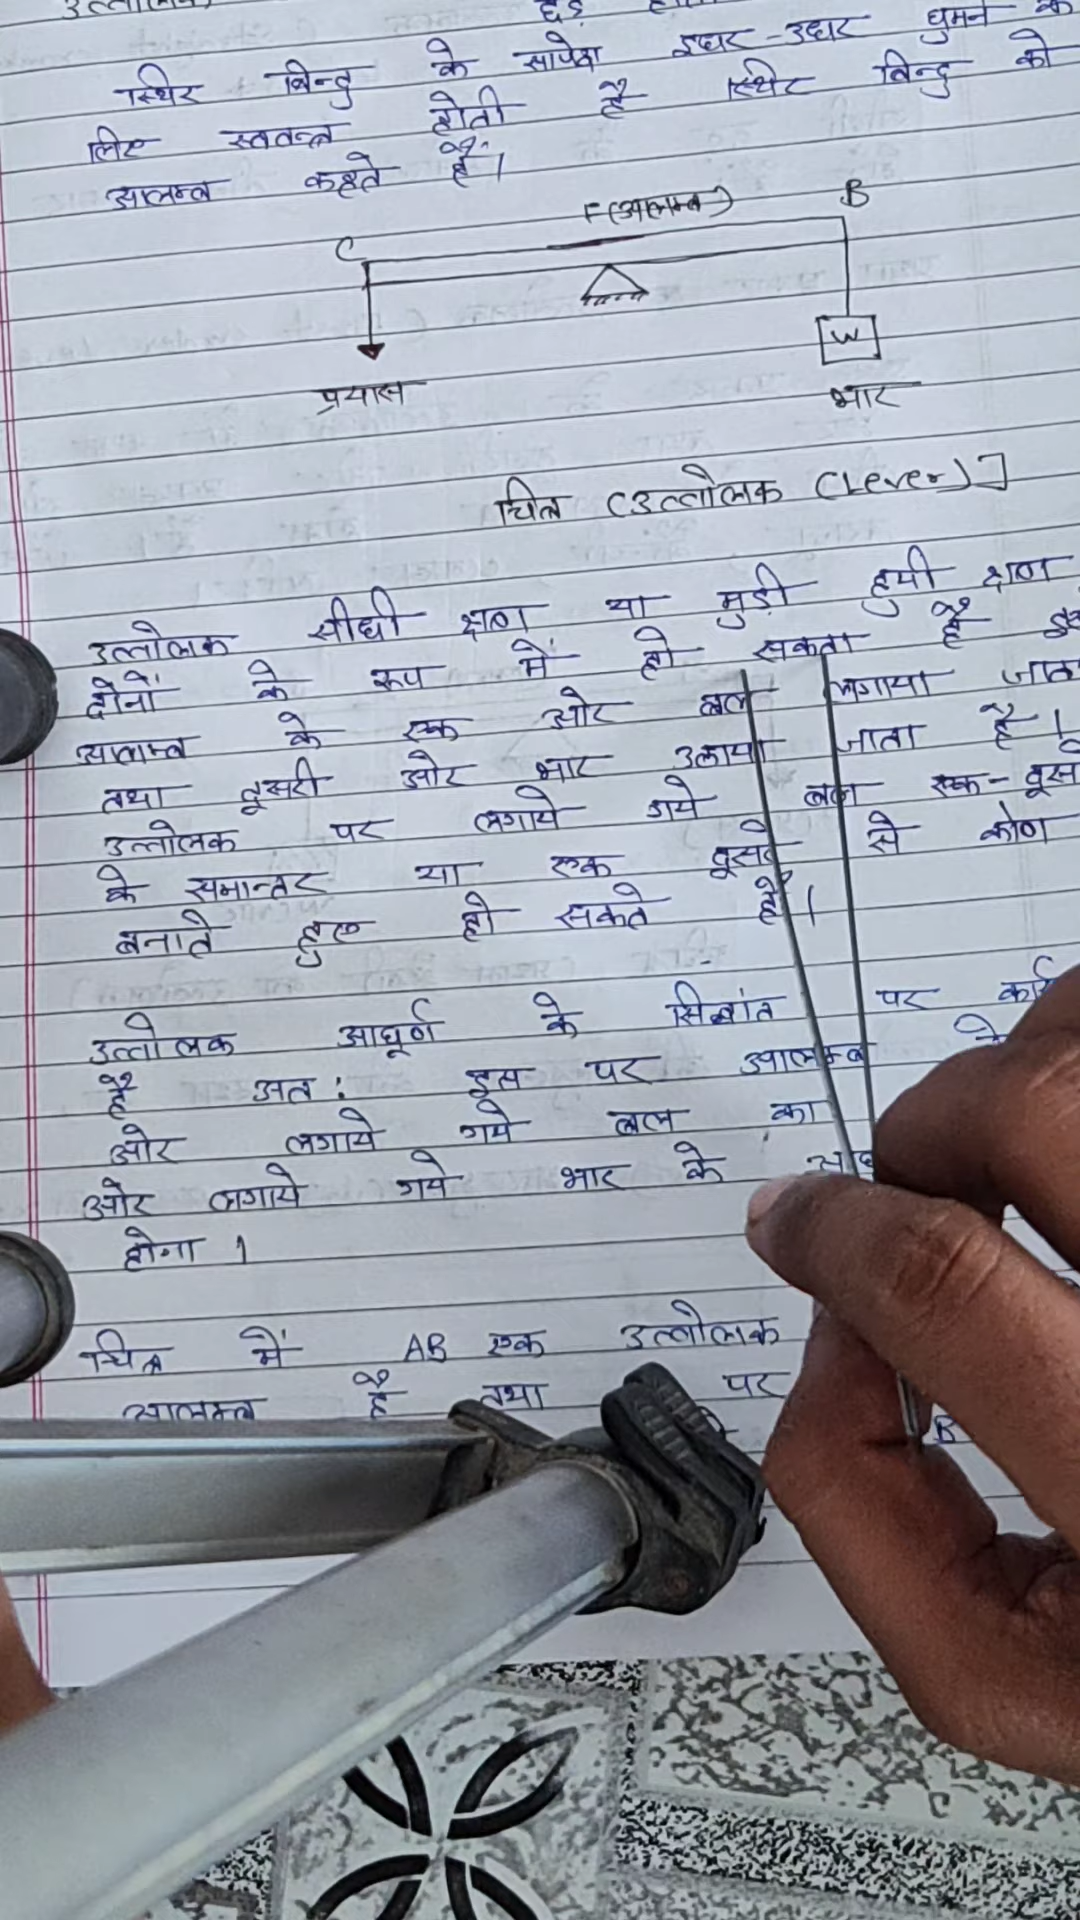 स्थिर बिन्दु के सापेक्ष इधर-उधर घुमने के
लिए स्वतन्त्र होती है स्थिर बिन्दु को
आलम्ब कहते हैं।
F(आलम्ब)
B
C
W
प्रयास
भार
चित्र (उत्तोलक (Lever)]
उत्तोलक सीधी या मुड़ी हुयी
दोनों के रूप में हो सकता है
आलम्ब के एक ओर बल लगाया
तथा दूसरी ओर भार उठाया जाता है।
उत्तोलक पर लगाये गये बल एक-
के समान्तर या एक दूसरे से कोण
बनाते हुए हो सकते हैं।
उत्तोलक आघूर्ण के सिद्धांत पर
है अत: इस पर आलम्ब के
ओर लगाये गये बल का
ओर लगाये गये भार के
होगा।
चित्र में AB एक उत्तोलक
आलम्ब है तथा पर
B